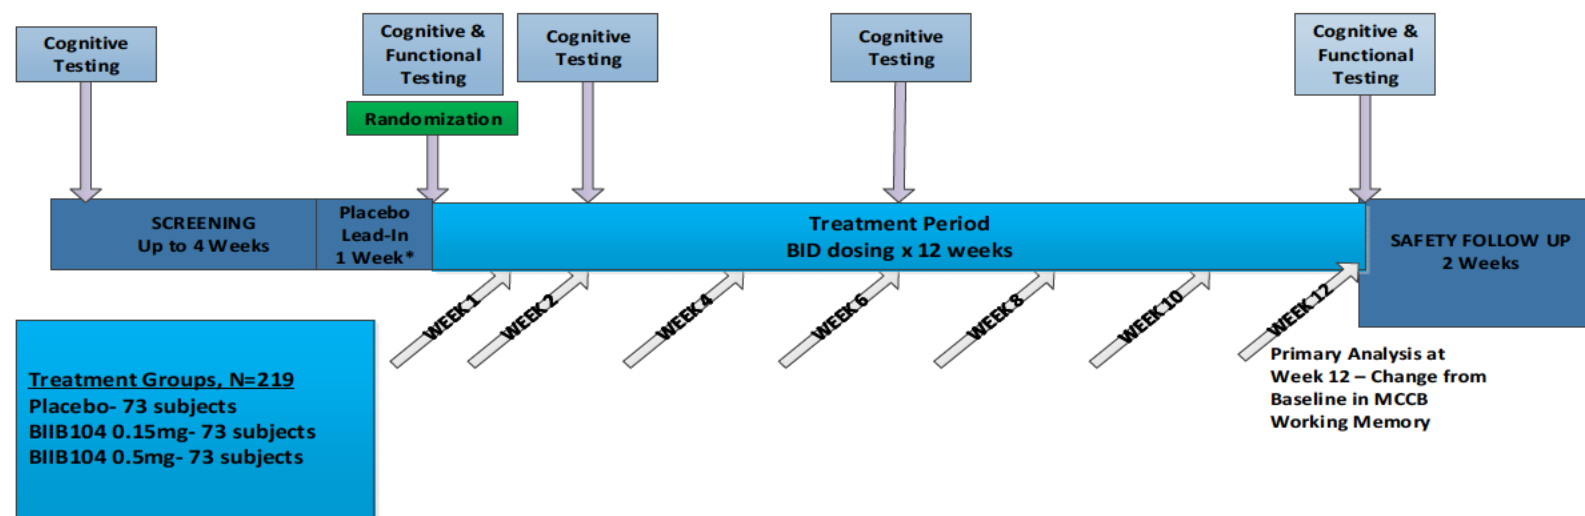 Cognitive
Testing
Cognitive &
Functional
Testing
Cognitive
Testing
Cognitive
Testing
Cognitive &
Functional
Testing
Randomization
SCREENING
Up to 4 Weeks
Placebo
Lead-In
1 Week*
Treatment Period
BID dosing x 12 weeks
SAFETY FOLLOW UP
2 Weeks
WEEK 1
WEEK 2
WEEK 4
WEEK 6
WEEK 8
WEEK 10
WEEK 12
Primary Analysis at
Week 12 – Change from
Baseline in MCCB
Working Memory
Treatment Groups, N=219
Placebo- 73 subjects
BIIB104 0.15mg- 73 subjects
BIIB104 0.5mg- 73 subjects